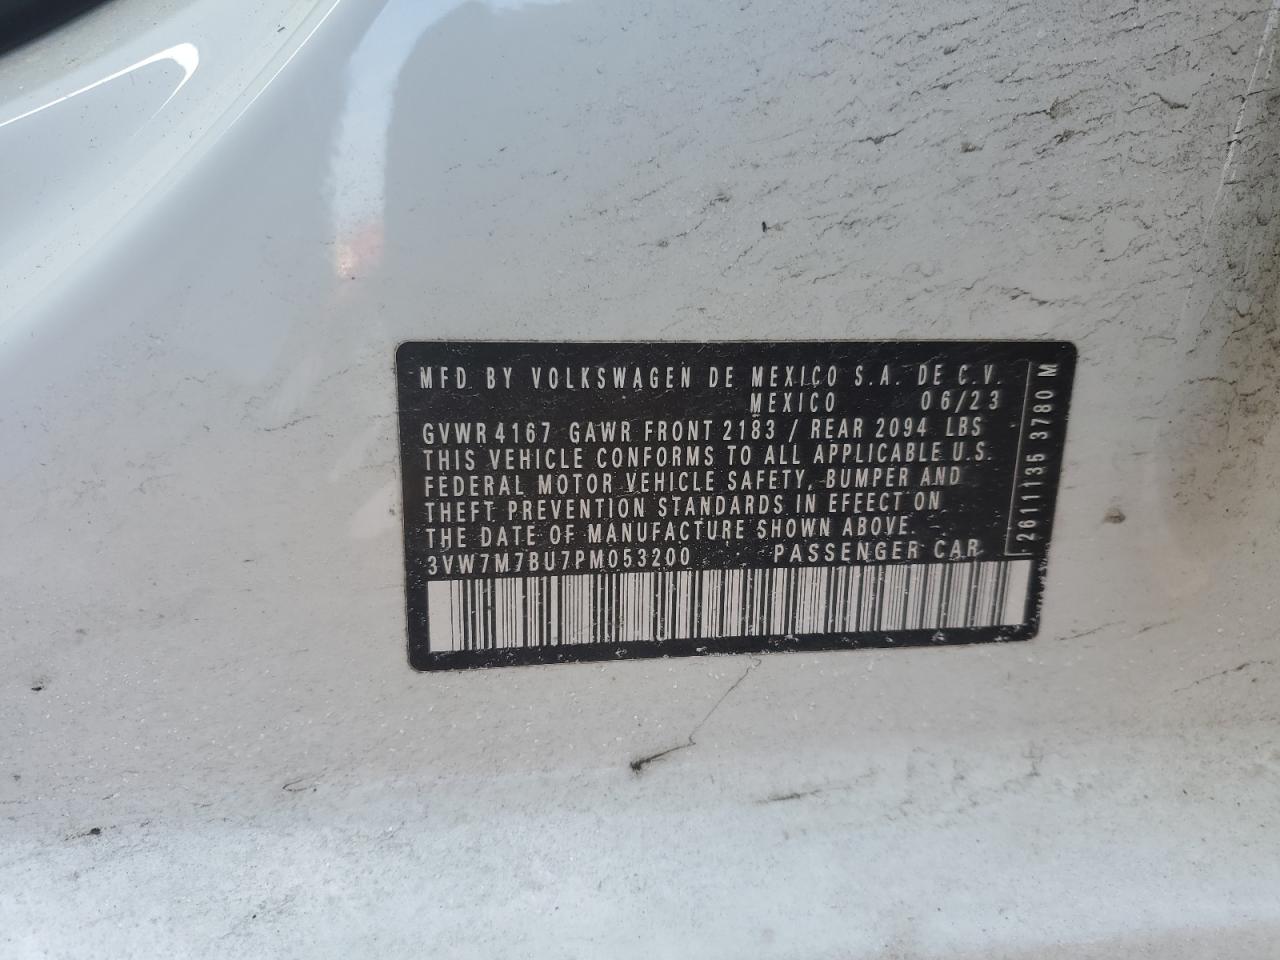 MFD. BY VOLKSWAGEN DE MEXICO S.A. DE C.V.
MEXICO 06/23
GVWR 4167 GAWR FRONT 2183 / REAR 2094 LBS
THIS VEHICLE CONFORMS TO ALL APPLICABLE U.S.
FEDERAL MOTOR VEHICLE SAFETY, BUMPER AND
THEFT PREVENTION STANDARDS IN EFFECT ON
THE DATE OF MANUFACTURE SHOWN ABOVE.
3VW7M7BU7PM053200 PASSENGER CAR
2611135 3780 M